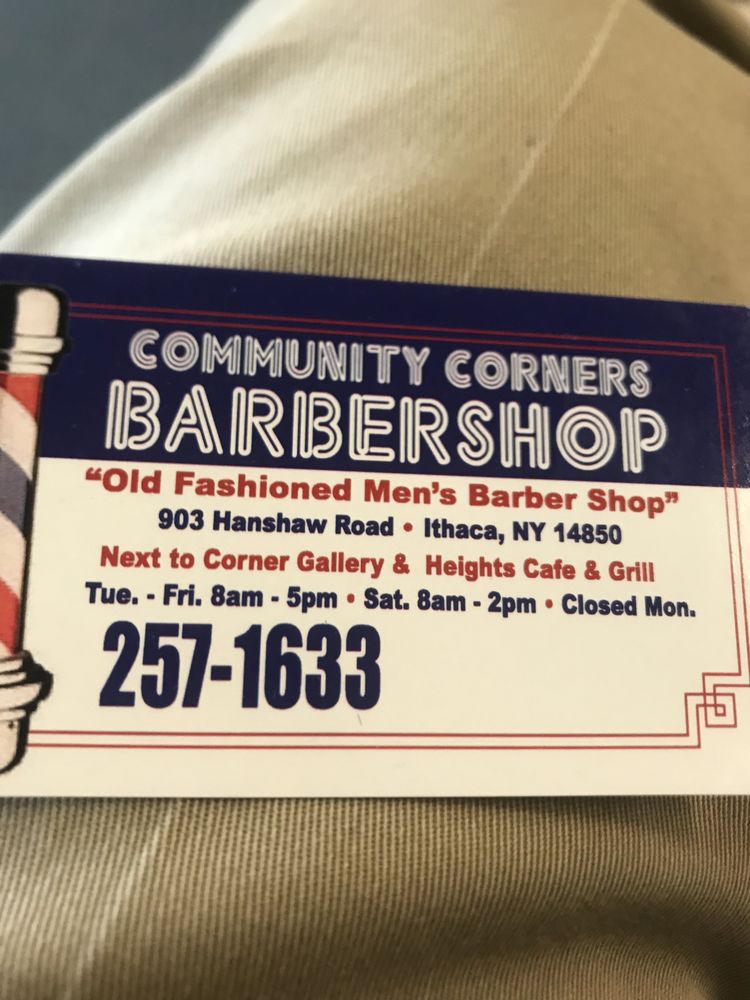 COMMUNITY CORNERS
BARBERSHOP
“Old Fashioned Men’s Barber Shop”
903 Hanshaw Road • Ithaca, NY 14850
Next to Corner Gallery & Heights Cafe & Grill
Tue. - Fri. 8am - 5pm • Sat. 8am - 2pm • Closed Mon.
257-1633